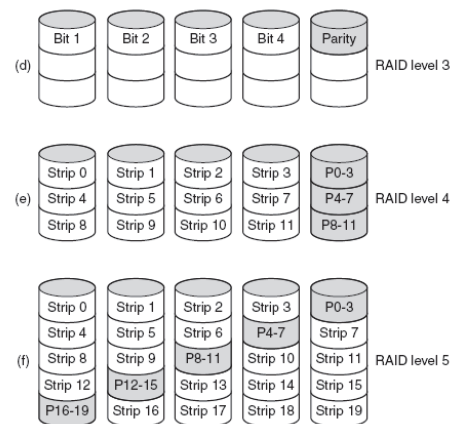 Bit 1 Bit 2 Bit 3 Bit 4 Parity
(d) RAID level 3
Strip 0 Strip 1 Strip 2 Strip 3 P0-3
(e) Strip 4 Strip 5 Strip 6 Strip 7 P4-7 RAID level 4
Strip 8 Strip 9 Strip 10 Strip 11 P8-11
Strip 0 Strip 1 Strip 2 Strip 3 P0-3
Strip 4 Strip 5 Strip 6 P4-7 Strip 7
(f) Strip 8 Strip 9 P8-11 Strip 10 Strip 11 RAID level 5
Strip 12 P12-15 Strip 13 Strip 14 Strip 15
P16-19 Strip 16 Strip 17 Strip 18 Strip 19